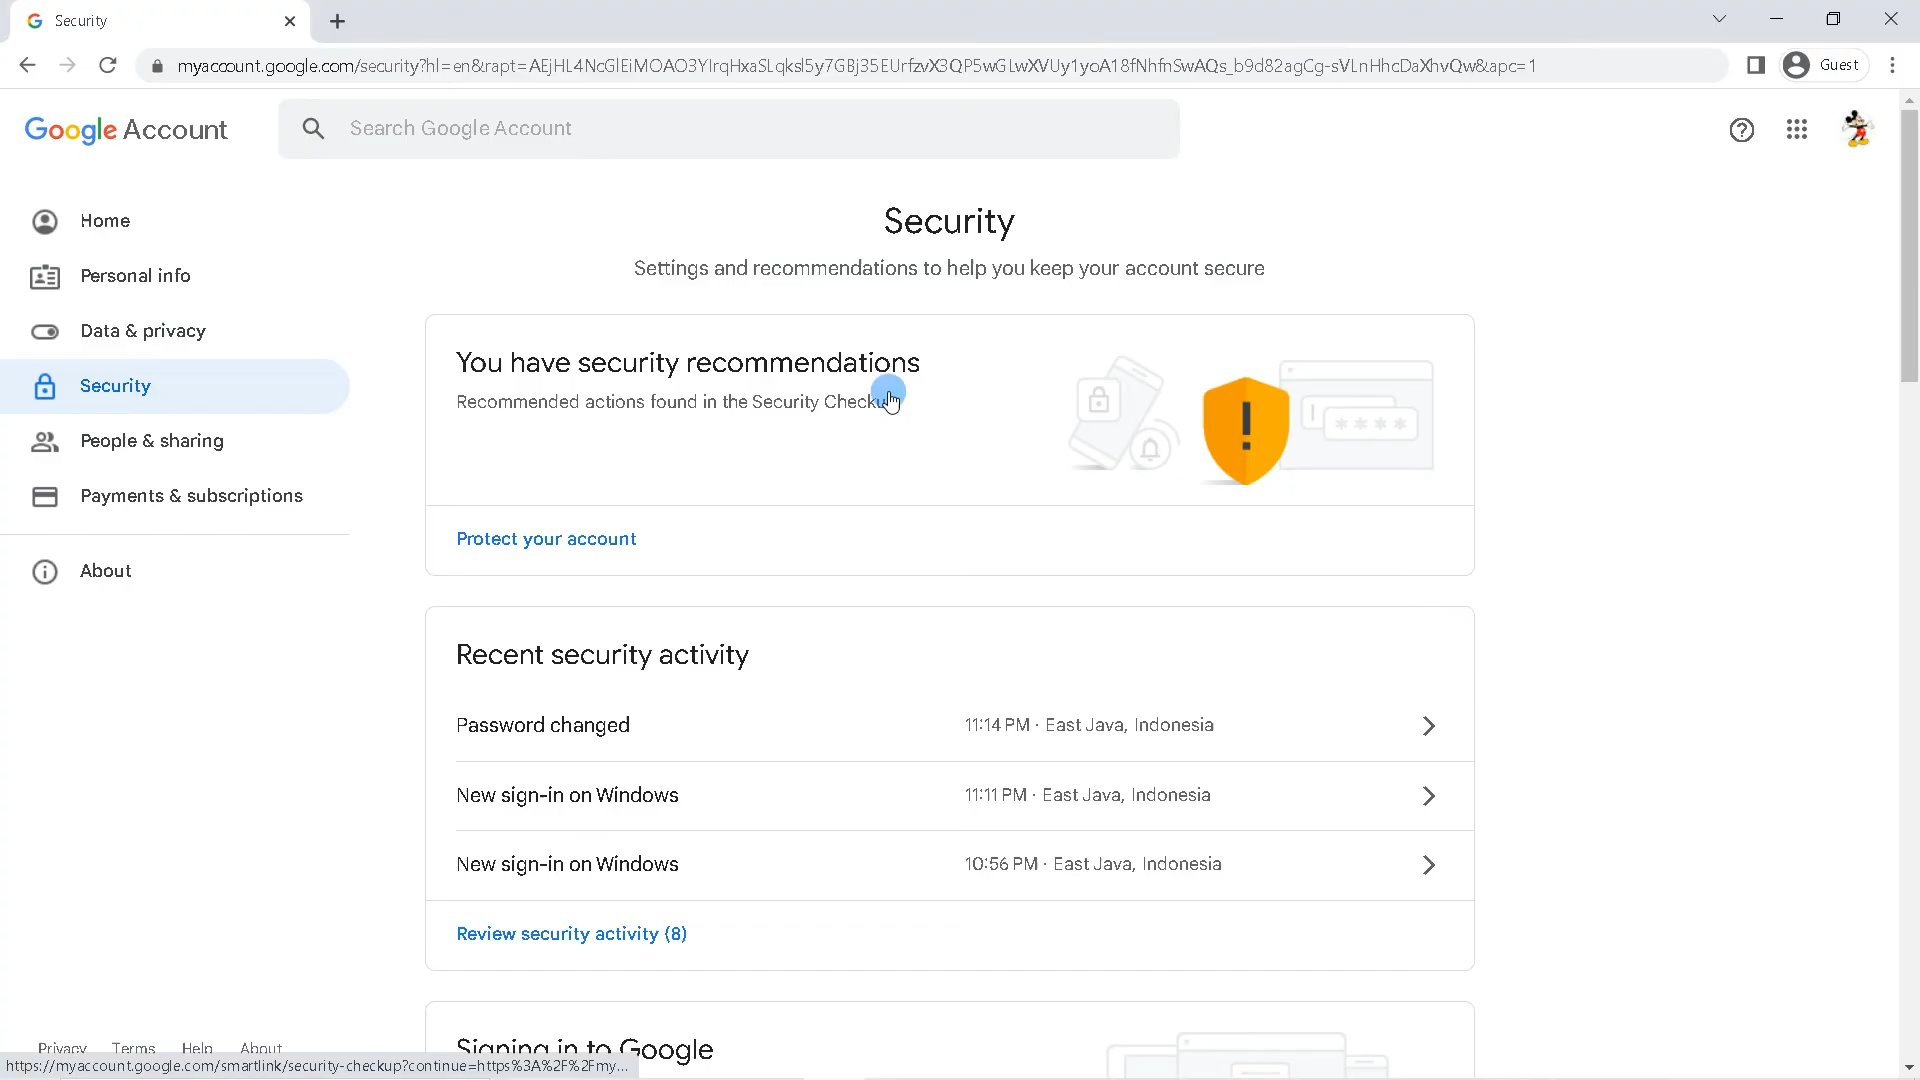 Security
myaccount.google.com/security?hl=en&rapt=AEjHL4NcGlEiMOAO3YIrqHxaSLqksl5y7GBj35EUrfzvX3QP5wGLwXVUy1yoA18fNhfnSwAQs_b9d82agCg-sVLnHhcDaXhvQw&apc=1
Guest
Google Account
Search Google Account
Home
Personal info
Data & privacy
Security
People & sharing
Payments & subscriptions
About
Security
Settings and recommendations to help you keep your account secure
You have security recommendations
Recommended actions found in the Security Checku
Protect your account
Recent security activity
Password changed 11:14 PM · East Java, Indonesia
New sign-in on Windows 11:11 PM · East Java, Indonesia
New sign-in on Windows 10:56 PM · East Java, Indonesia
Review security activity (8)
Signing in to Google
Privacy Terms Help About
https://myaccount.google.com/smartlink/security-checkup?continue=https%3A%2F%2Fmy...